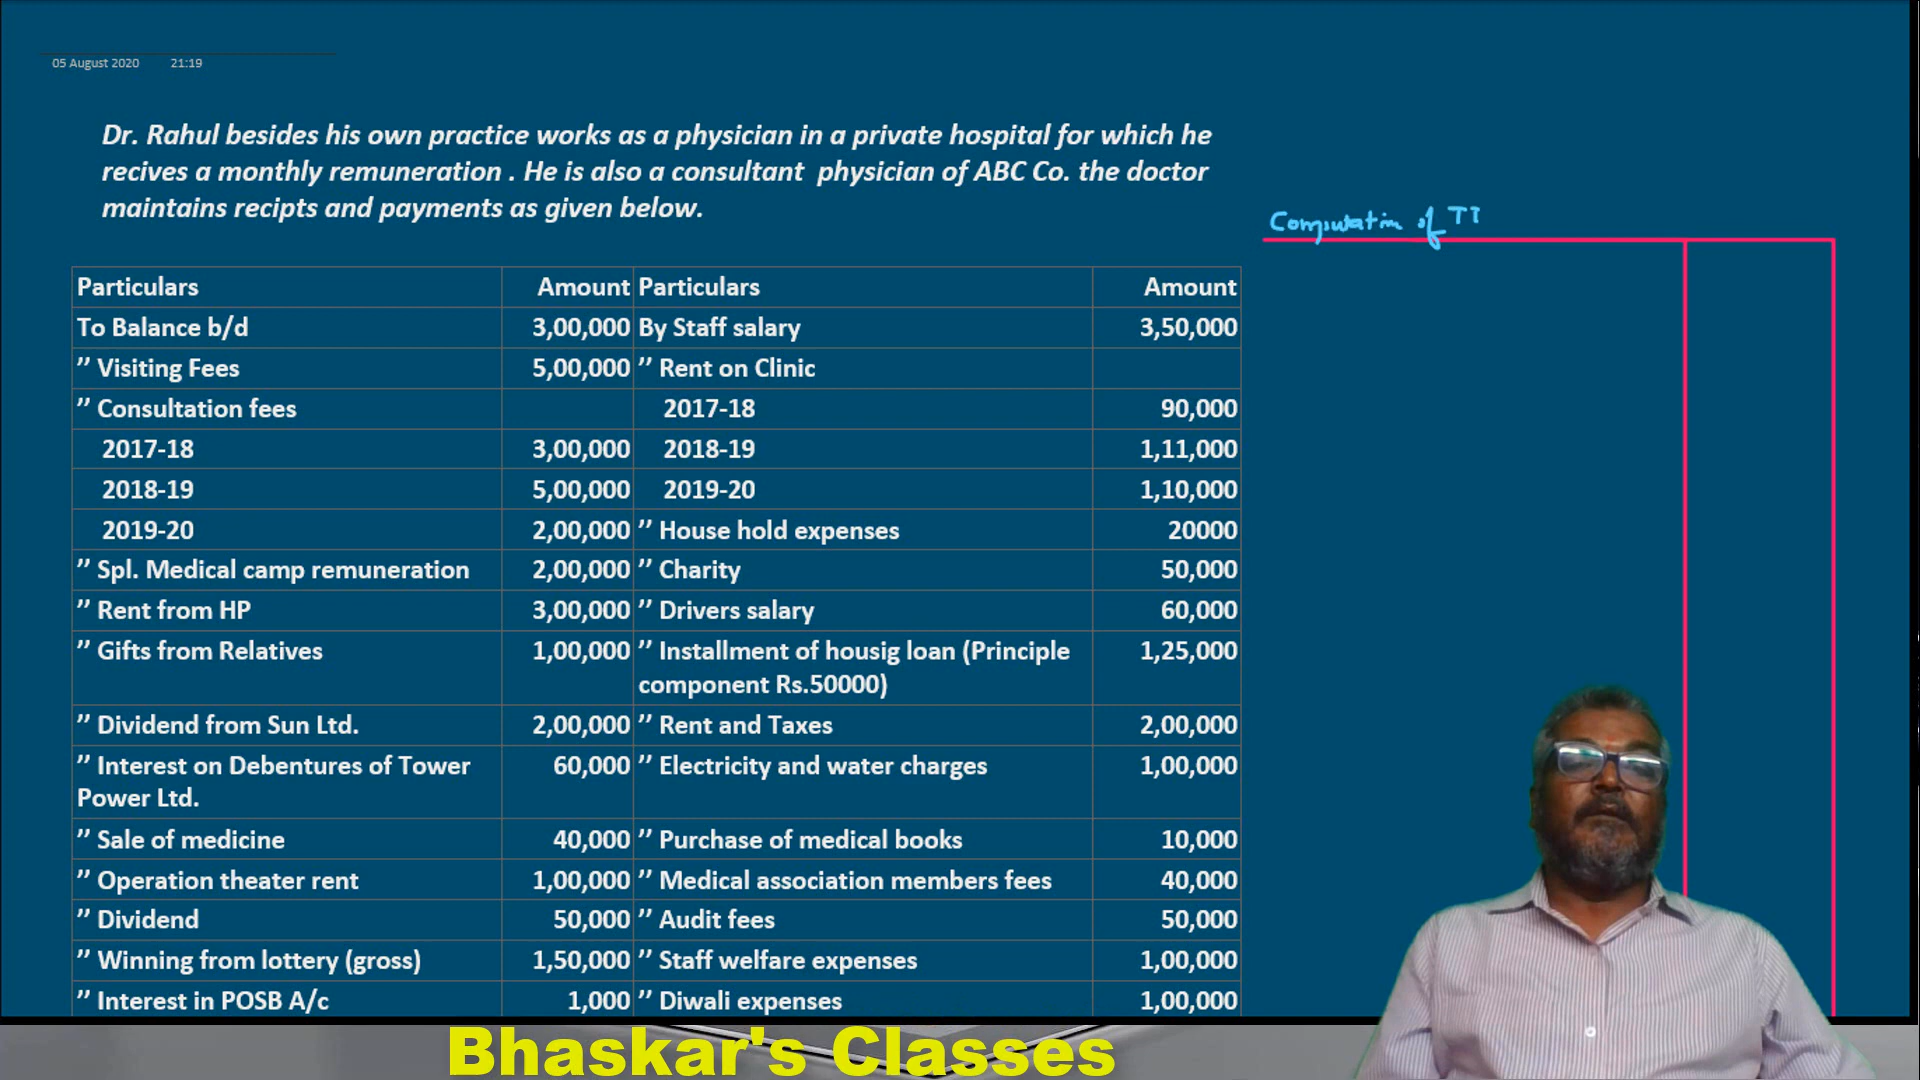 05 August 2020 21:19
Dr. Rahul besides his own practice works as a physician in a private hospital for which he
recives a monthly remuneration . He is also a consultant physician of ABC Co. the doctor
maintains recipts and payments as given below.
Computation of TI
Particulars Amount Particulars Amount
To Balance b/d 3,00,000 By Staff salary 3,50,000
” Visiting Fees 5,00,000 ” Rent on Clinic
” Consultation fees 2017-18 90,000
2017-18 3,00,000 2018-19 1,11,000
2018-19 5,00,000 2019-20 1,10,000
2019-20 2,00,000 ” House hold expenses 20000
” Spl. Medical camp remuneration 2,00,000 ” Charity 50,000
” Rent from HP 3,00,000 ” Drivers salary 60,000
” Gifts from Relatives 1,00,000 ” Installment of housig loan (Principle 1,25,000
component Rs.50000)
” Dividend from Sun Ltd. 2,00,000 ” Rent and Taxes 2,00,000
” Interest on Debentures of Tower 60,000 ” Electricity and water charges 1,00,000
Power Ltd.
” Sale of medicine 40,000 ” Purchase of medical books 10,000
” Operation theater rent 1,00,000 ” Medical association members fees 40,000
” Dividend 50,000 ” Audit fees 50,000
” Winning from lottery (gross) 1,50,000 ” Staff welfare expenses 1,00,000
” Interest in POSB A/c 1,000 ” Diwali expenses 1,00,000
Bhaskar's Classes